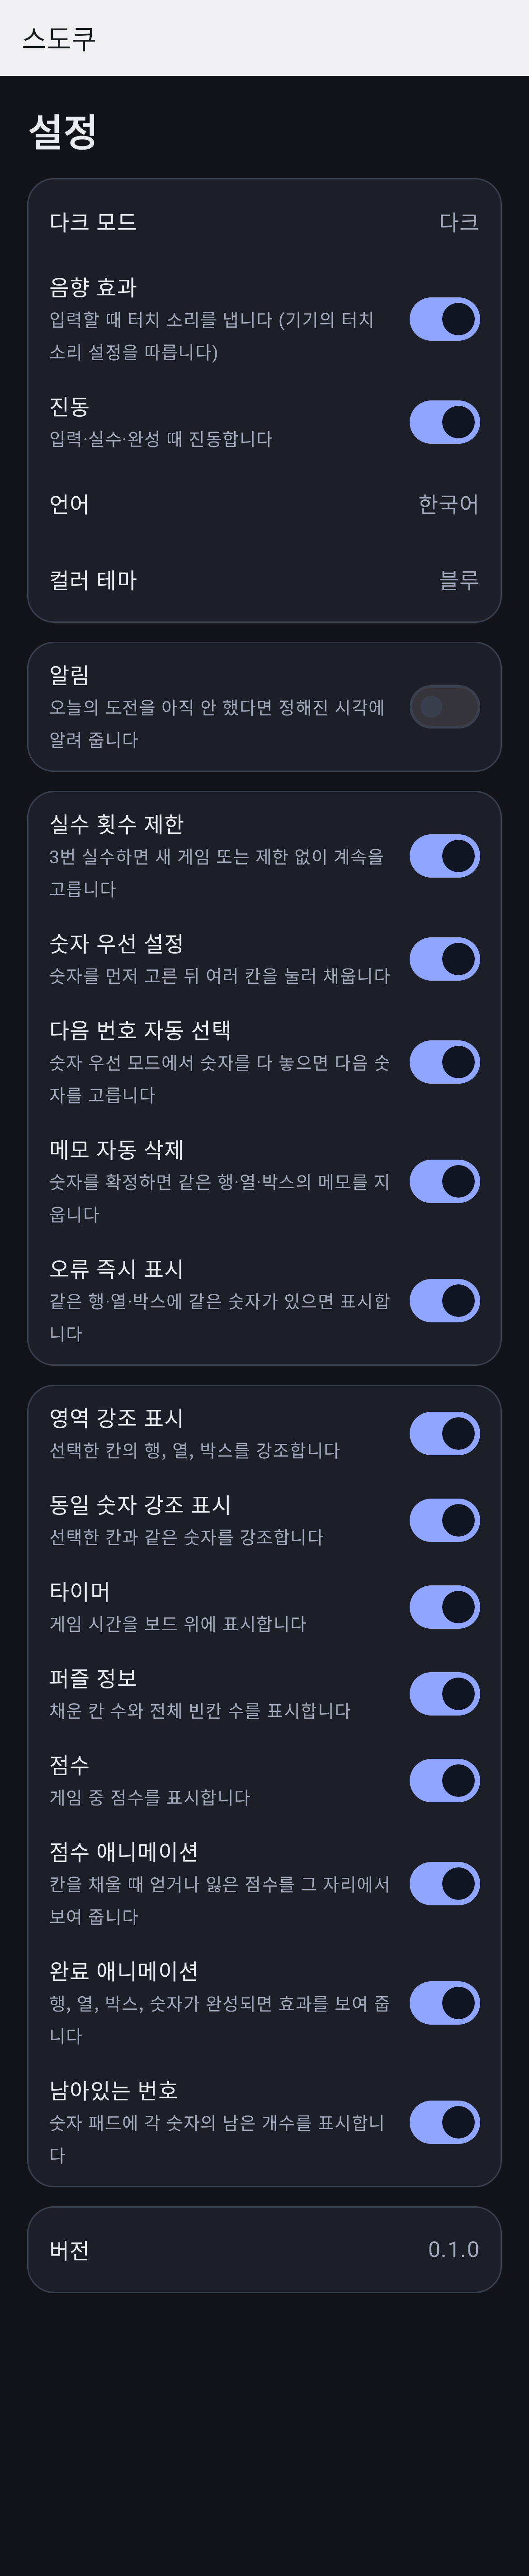 스도쿠
설정
다크 모드
다크
음향 효과
입력할 때 터치 소리를 냅니다 (기기의 터치
소리 설정을 따릅니다)
진동
입력·실수·완성 때 진동합니다
언어
한국어
컬러 테마
블루
알림
오늘의 도전을 아직 안 했다면 정해진 시각에
알려 줍니다
실수 횟수 제한
3번 실수하면 새 게임 또는 제한 없이 계속을
고릅니다
숫자 우선 설정
숫자를 먼저 고른 뒤 여러 칸을 눌러 채웁니다
다음 번호 자동 선택
숫자 우선 모드에서 숫자를 다 놓으면 다음 숫
자를 고릅니다
메모 자동 삭제
숫자를 확정하면 같은 행·열·박스의 메모를 지
웁니다
오류 즉시 표시
같은 행·열·박스에 같은 숫자가 있으면 표시합
니다
영역 강조 표시
선택한 칸의 행, 열, 박스를 강조합니다
동일 숫자 강조 표시
선택한 칸과 같은 숫자를 강조합니다
타이머
게임 시간을 보드 위에 표시합니다
퍼즐 정보
채운 칸 수와 전체 빈칸 수를 표시합니다
점수
게임 중 점수를 표시합니다
점수 애니메이션
칸을 채울 때 얻거나 잃은 점수를 그 자리에서
보여 줍니다
완료 애니메이션
행, 열, 박스, 숫자가 완성되면 효과를 보여 줍
니다
남아있는 번호
숫자 패드에 각 숫자의 남은 개수를 표시합니
다
버전
0.1.0